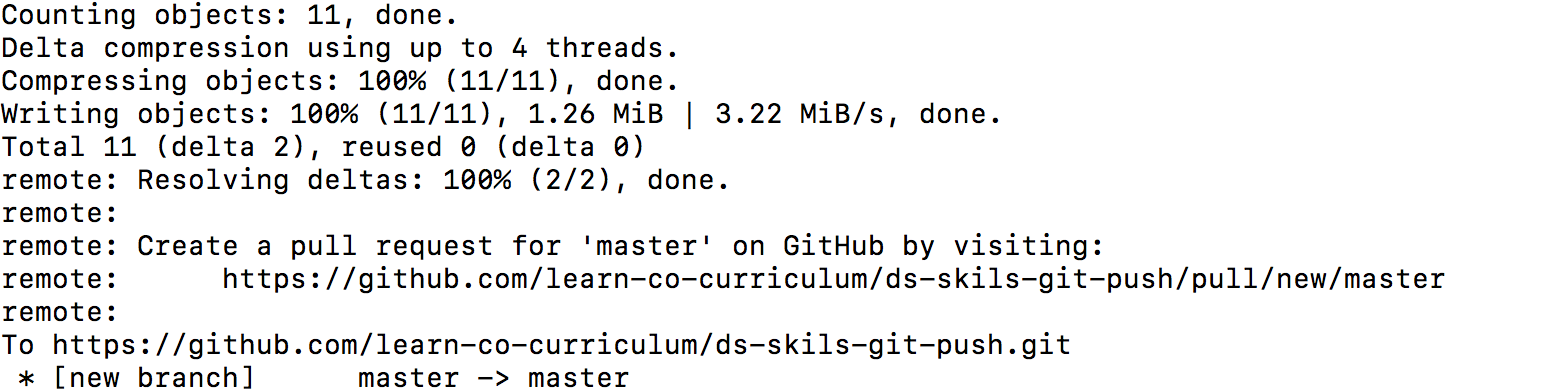 Counting objects: 11, done.
Delta compression using up to 4 threads.
Compressing objects: 100% (11/11), done.
Writing objects: 100% (11/11), 1.26 MiB | 3.22 MiB/s, done.
Total 11 (delta 2), reused 0 (delta 0)
remote: Resolving deltas: 100% (2/2), done.
remote:
remote: Create a pull request for 'master' on GitHub by visiting:
remote:      https://github.com/learn-co-curriculum/ds-skils-git-push/pull/new/master
remote:
To https://github.com/learn-co-curriculum/ds-skils-git-push.git
 * [new branch]      master -> master